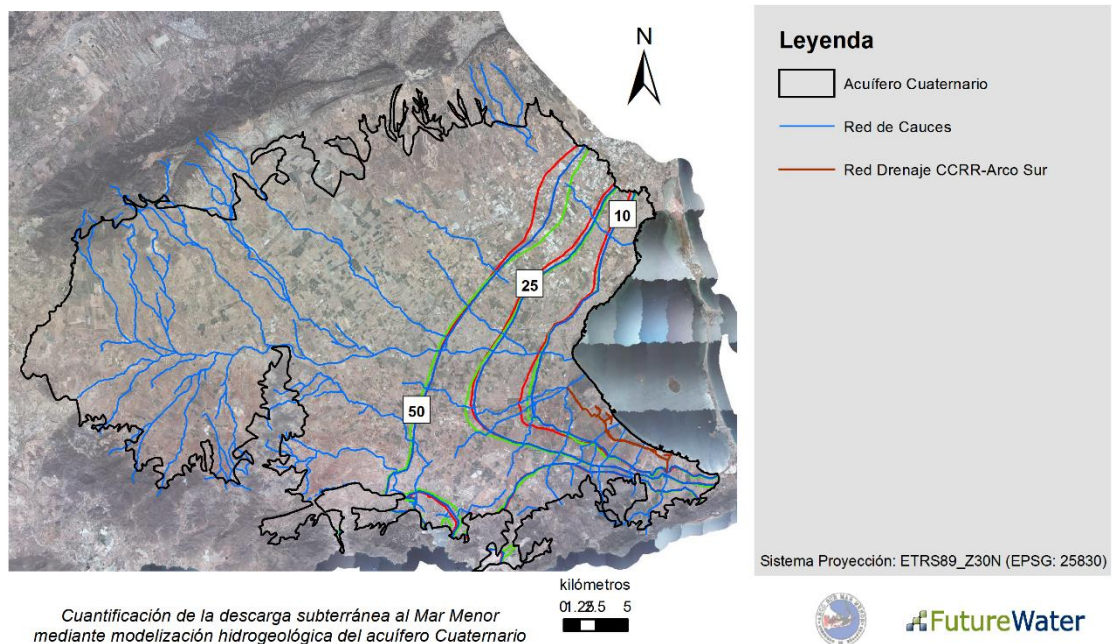 N
10
25
50
Leyenda
Acuífero Cuaternario
Red de Cauces
Red Drenaje CCRR-Arco Sur
Sistema Proyección: ETRS89_Z30N (EPSG: 25830)
kilómetros
5
Cuantificación de la descarga subterránea al Mar Menor
mediante modelización hidrogeológica del acuífero Cuaternario
FutureWater